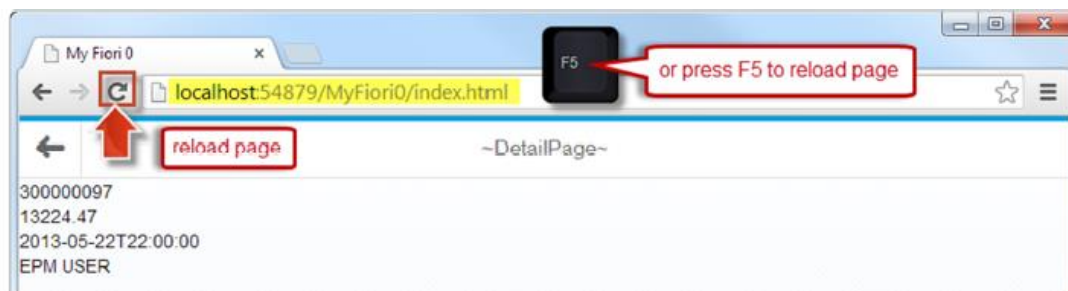 My Fiori 0
F5
or press F5 to reload page
localhost:54879/MyFiori0/index.html
reload page
~DetailPage~
300000097
13224.47
2013-05-22T22:00:00
EPM USER